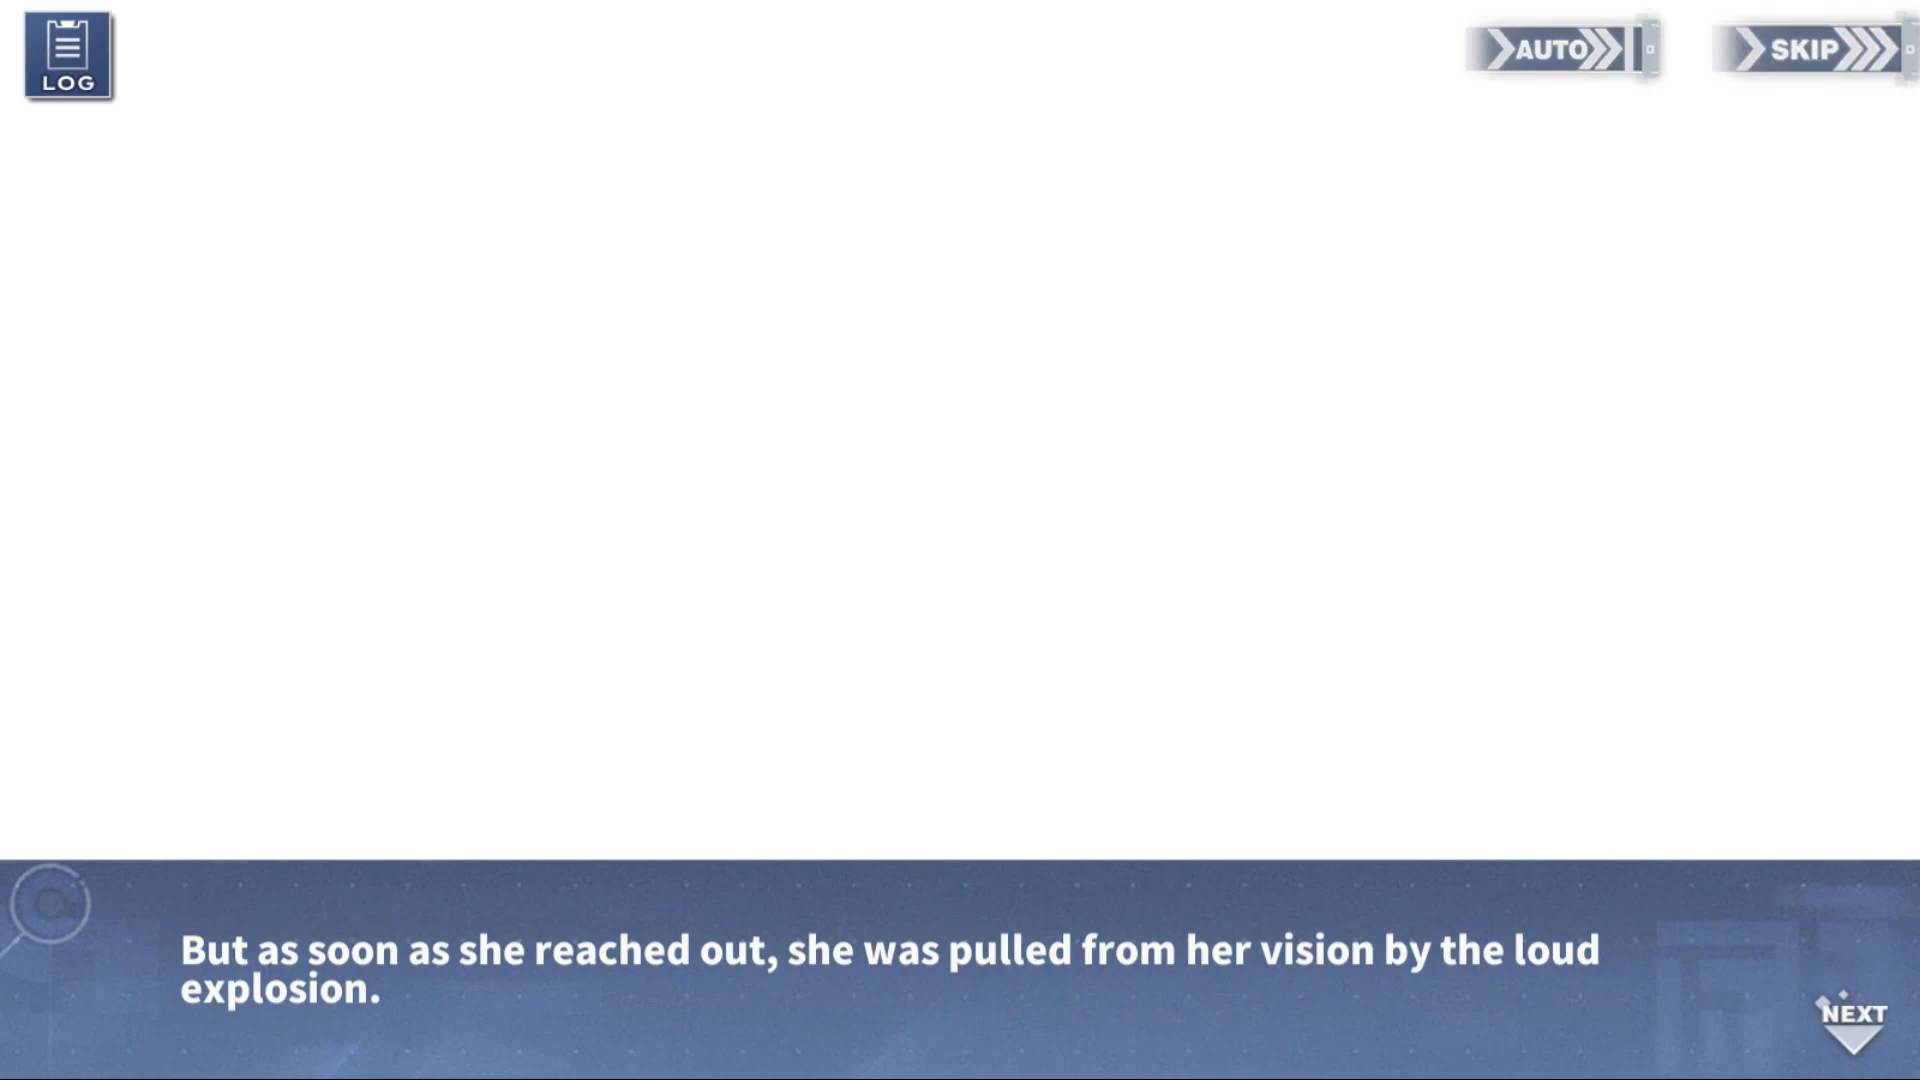 LOG
AUTO
SKIP
But as soon as she reached out, she was pulled from her vision by the loud
explosion.
NEXT